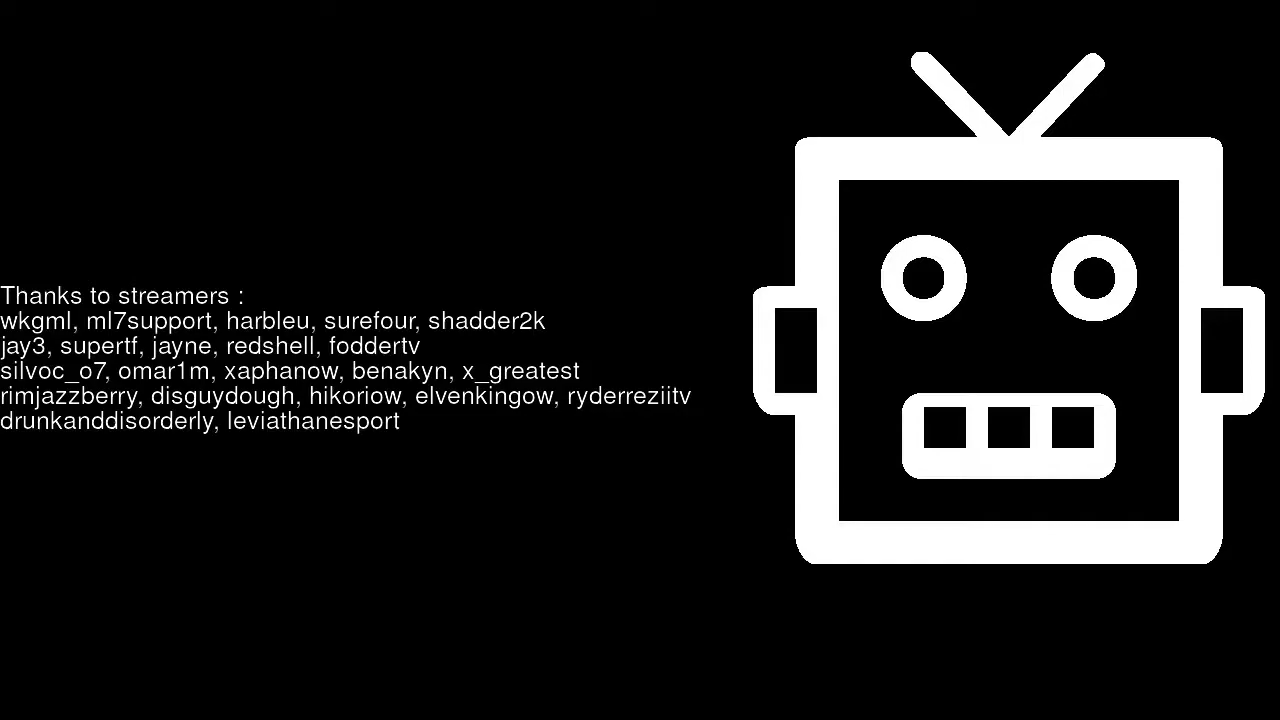 Thanks to streamers :
wkgml, ml7support, harbleu, surefour, shadder2k
jay3, supertf, jayne, redshell, foddertv
silvoc_o7, omar1m, xaphanow, benakyn, x_greatest
rimjazzberry, disguydough, hikoriow, elvenkingow, ryderreziitv
drunkanddisorderly, leviathanesport